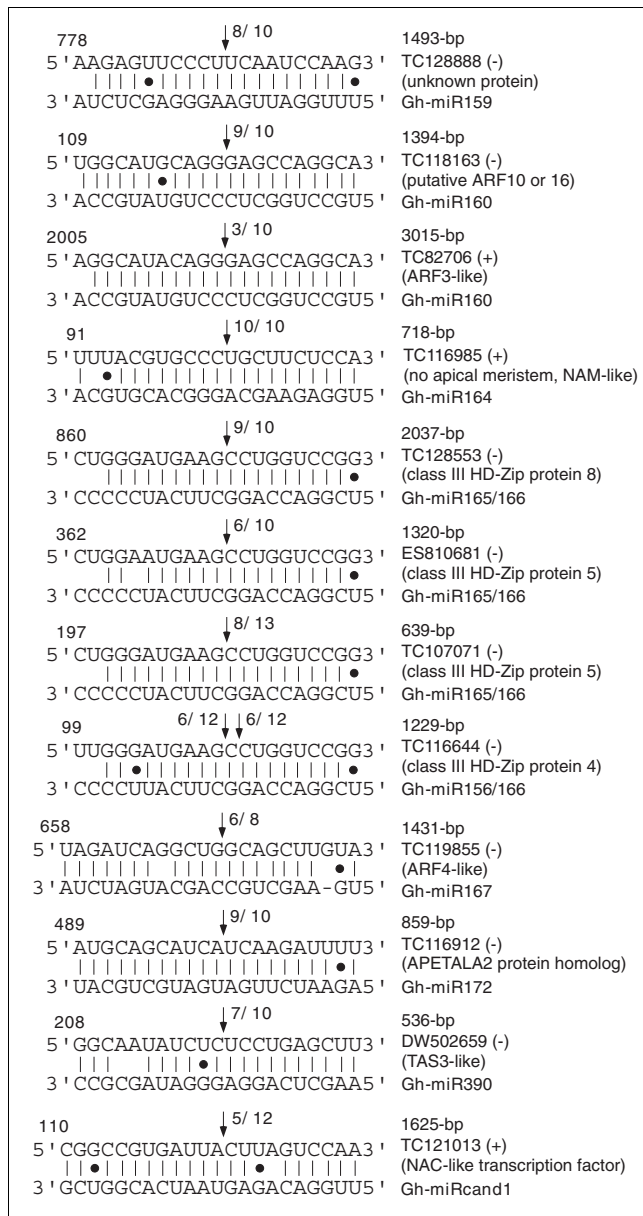 778 8/ 10 1493-bp
5 'AAGAGUUCCCUUCAAUCCAAG3 ' TC128888 (-)
(unknown protein)
3 'AUCUCGAGGGAAGUUAGGUUU5 ' Gh-miR159
109 9/ 10 1394-bp
5 'UGGCAUGCAGGGAGCCAGGCA3 ' TC118163 (-)
(putative ARF10 or 16)
3 'ACCGUAUGUCCCUCGGUCCGU5 ' Gh-miR160
2005 3/ 10 3015-bp
5 'AGGCAUACAGGGAGCCAGGCA3 ' TC82706 (+)
(ARF3-like)
3 'ACCGUAUGUCCCUCGGUCCGU5 ' Gh-miR160
91 10/ 10 718-bp
5 'UUUACGUGCCCUGCUUCUCCA3 ' TC116985 (+)
(no apical meristem, NAM-like)
3 'ACGUGCACGGGACGAAGAGGU5 ' Gh-miR164
860 9/ 10 2037-bp
5 'CUGGGAUGAAGCCUGGUCCGG3 ' TC128553 (-)
(class III HD-Zip protein 8)
3 'CCCCCUACUUCGGACCAGGCU5 ' Gh-miR165/166
362 6/ 10 1320-bp
5 'CUGGAAUGAAGCCUGGUCCGG3 ' ES810681 (-)
(class III HD-Zip protein 5)
3 'CCCCCUACUUCGGACCAGGCU5 ' Gh-miR165/166
197 8/ 13 639-bp
5 'CUGGGAUGAAGCCUGGUCCGG3 ' TC107071 (-)
(class III HD-Zip protein 5)
3 'CCCCCUACUUCGGACCAGGCU5 ' Gh-miR165/166
99 6/ 12 6/ 12 1229-bp
5 'UUGGGAUGAAGCCUGGUCCGG3 ' TC116644 (-)
(class III HD-Zip protein 4)
3 'CCCCUUACUUCGGACCAGGCU5 ' Gh-miR156/166
658 6/ 8 1431-bp
5 'UAGAUCAGGCUGGCAGCUUGUA3 ' TC119855 (-)
(ARF4-like)
3 'AUCUAGUACGACCGUCGAA-GU5 ' Gh-miR167
489 9/ 10 859-bp
5 'AUGCAGCAUCAUCAAGAUUUU3 ' TC116912 (-)
(APETALA2 protein homolog)
3 'UACGUCGUAGUAGUUCUAAGA5 ' Gh-miR172
208 7/ 10 536-bp
5 'GGCAAUAUCUCUCCUGAGCUU3 ' DW502659 (-)
(TAS3-like)
3 'CCGCGAUAGGGAGGACUCGAA5 ' Gh-miR390
110 5/ 12 1625-bp
5 'CGGCCGUGAUUACUUAGUCCAA3 ' TC121013 (+)
(NAC-like transcription factor)
3 'GCUGGCACUAAUGAGACAGGUU5 ' Gh-miRcand1